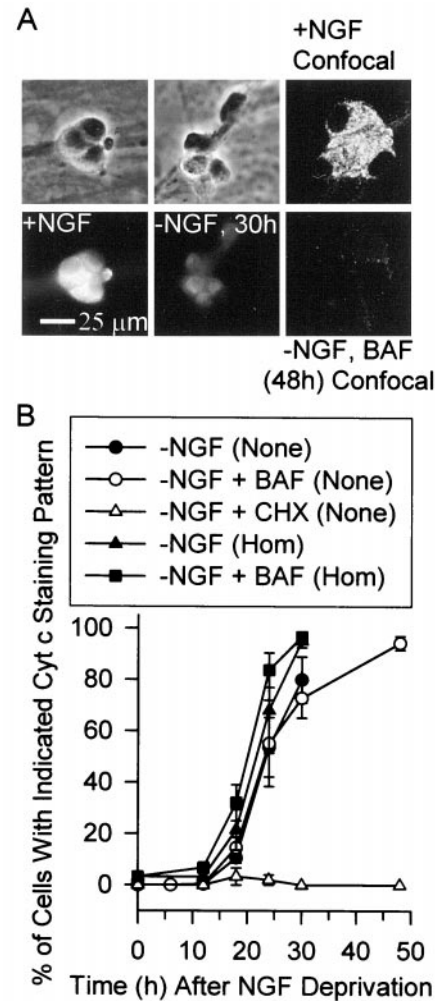 A
+NGF
Confocal
+NGF
-NGF, 30h
25 μm
-NGF, BAF
(48h) Confocal
B
-NGF (None)
-NGF + BAF (None)
-NGF + CHX (None)
-NGF (Hom)
-NGF + BAF (Hom)
% of Cells With Indicated Cyt c Staining Pattern
100
80
60
40
20
0
0 10 20 30 40 50
Time (h) After NGF Deprivation